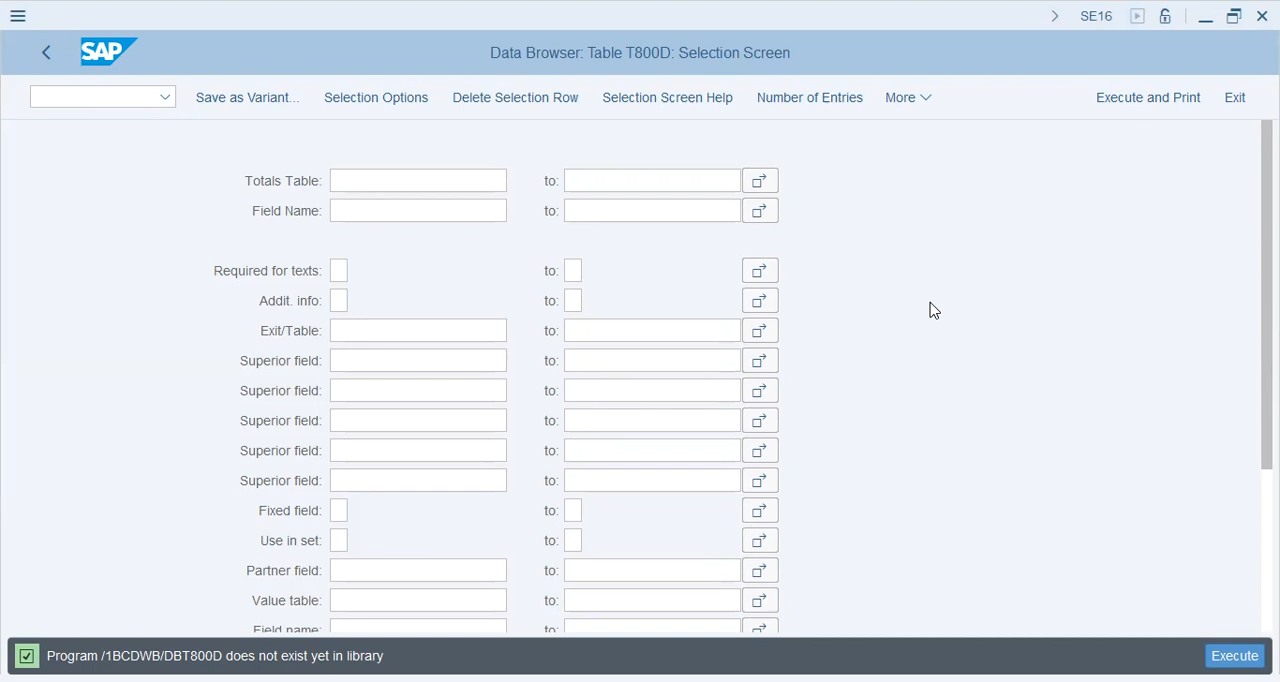 SE16
SAP
Data Browser: Table T800D: Selection Screen
Save as Variant... Selection Options Delete Selection Row Selection Screen Help Number of Entries More Execute and Print Exit
Totals Table: to:
Field Name: to:
Required for texts: to:
Addit. info: to:
Exit/Table: to:
Superior field: to:
Superior field: to:
Superior field: to:
Superior field: to:
Superior field: to:
Fixed field: to:
Use in set: to:
Partner field: to:
Value table: to:
Field name: to:
Program /1BCDWB/DBT800D does not exist yet in library Execute